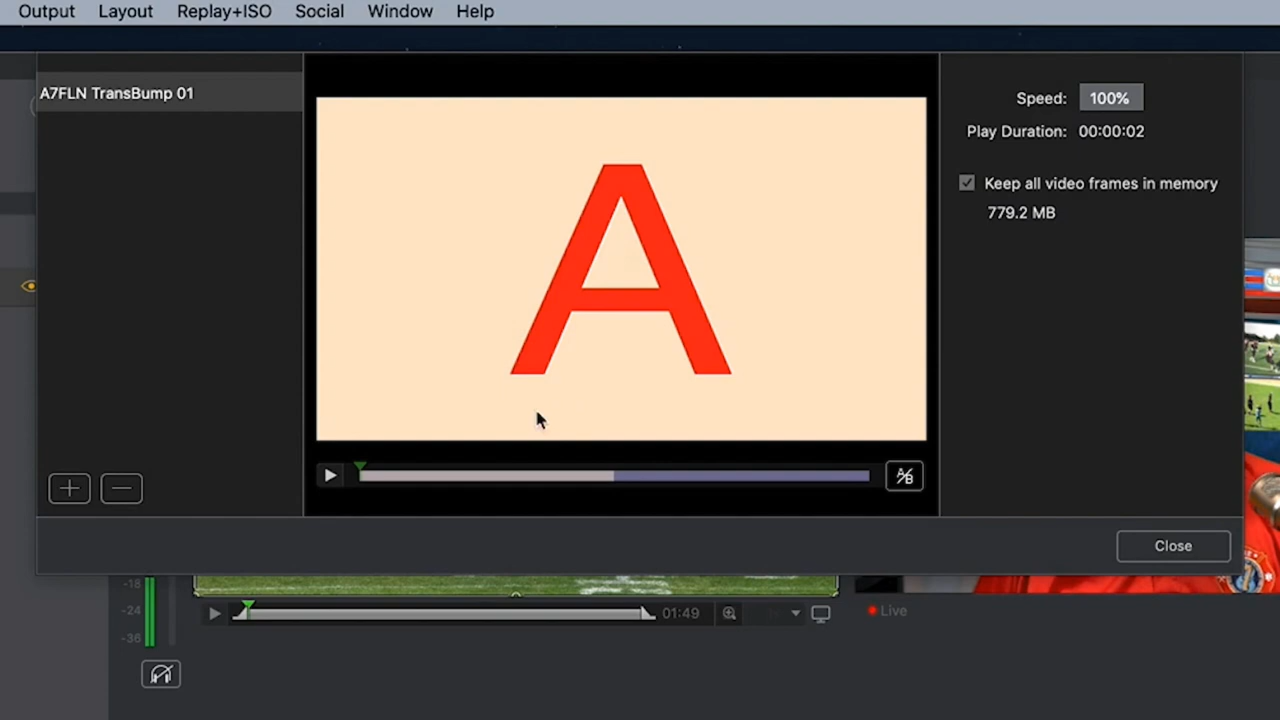 Output Layout Replay+ISO Social Window Help
A7FLN TransBump 01
A
Speed: 100%
Play Duration: 00:00:02
Keep all video frames in memory
779.2 MB
A/B
Close
-18
-24
-36
01:49
Live